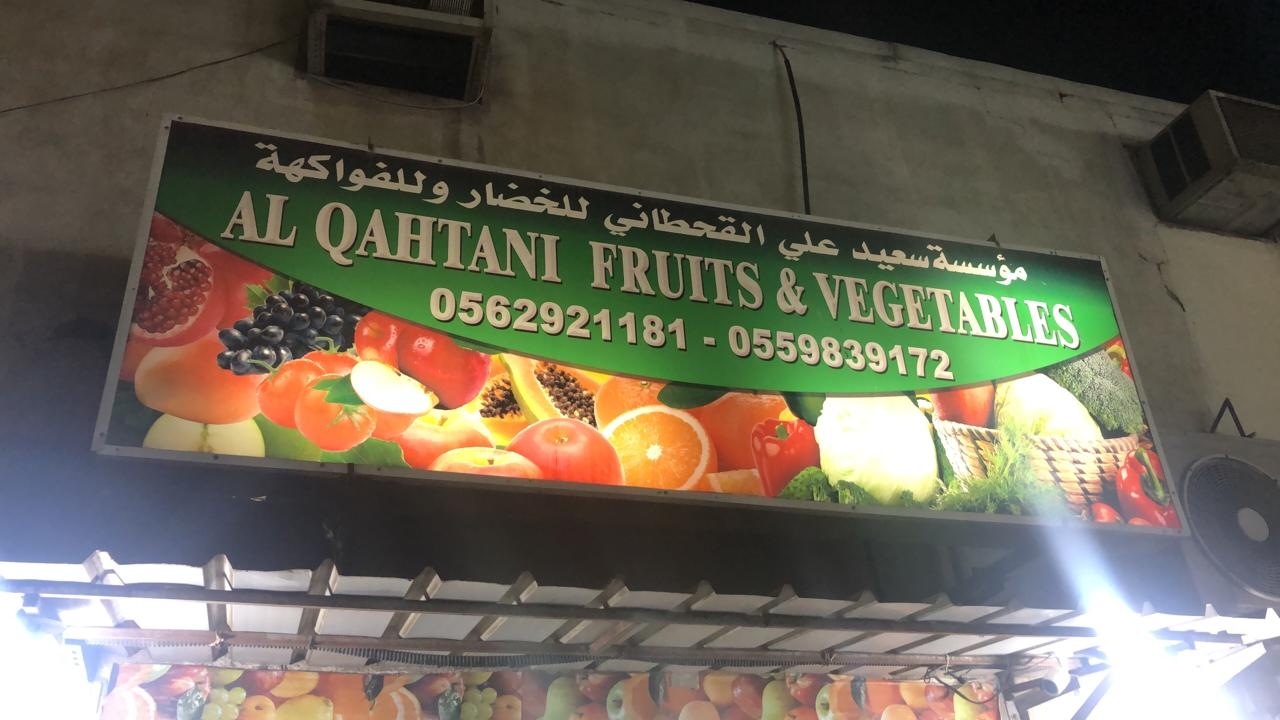 مؤسسة سعيد علي القحطاني للخضار وللفواكهة
AL QAHTANI FRUITS & VEGETABLES
0562921181 - 0559839172